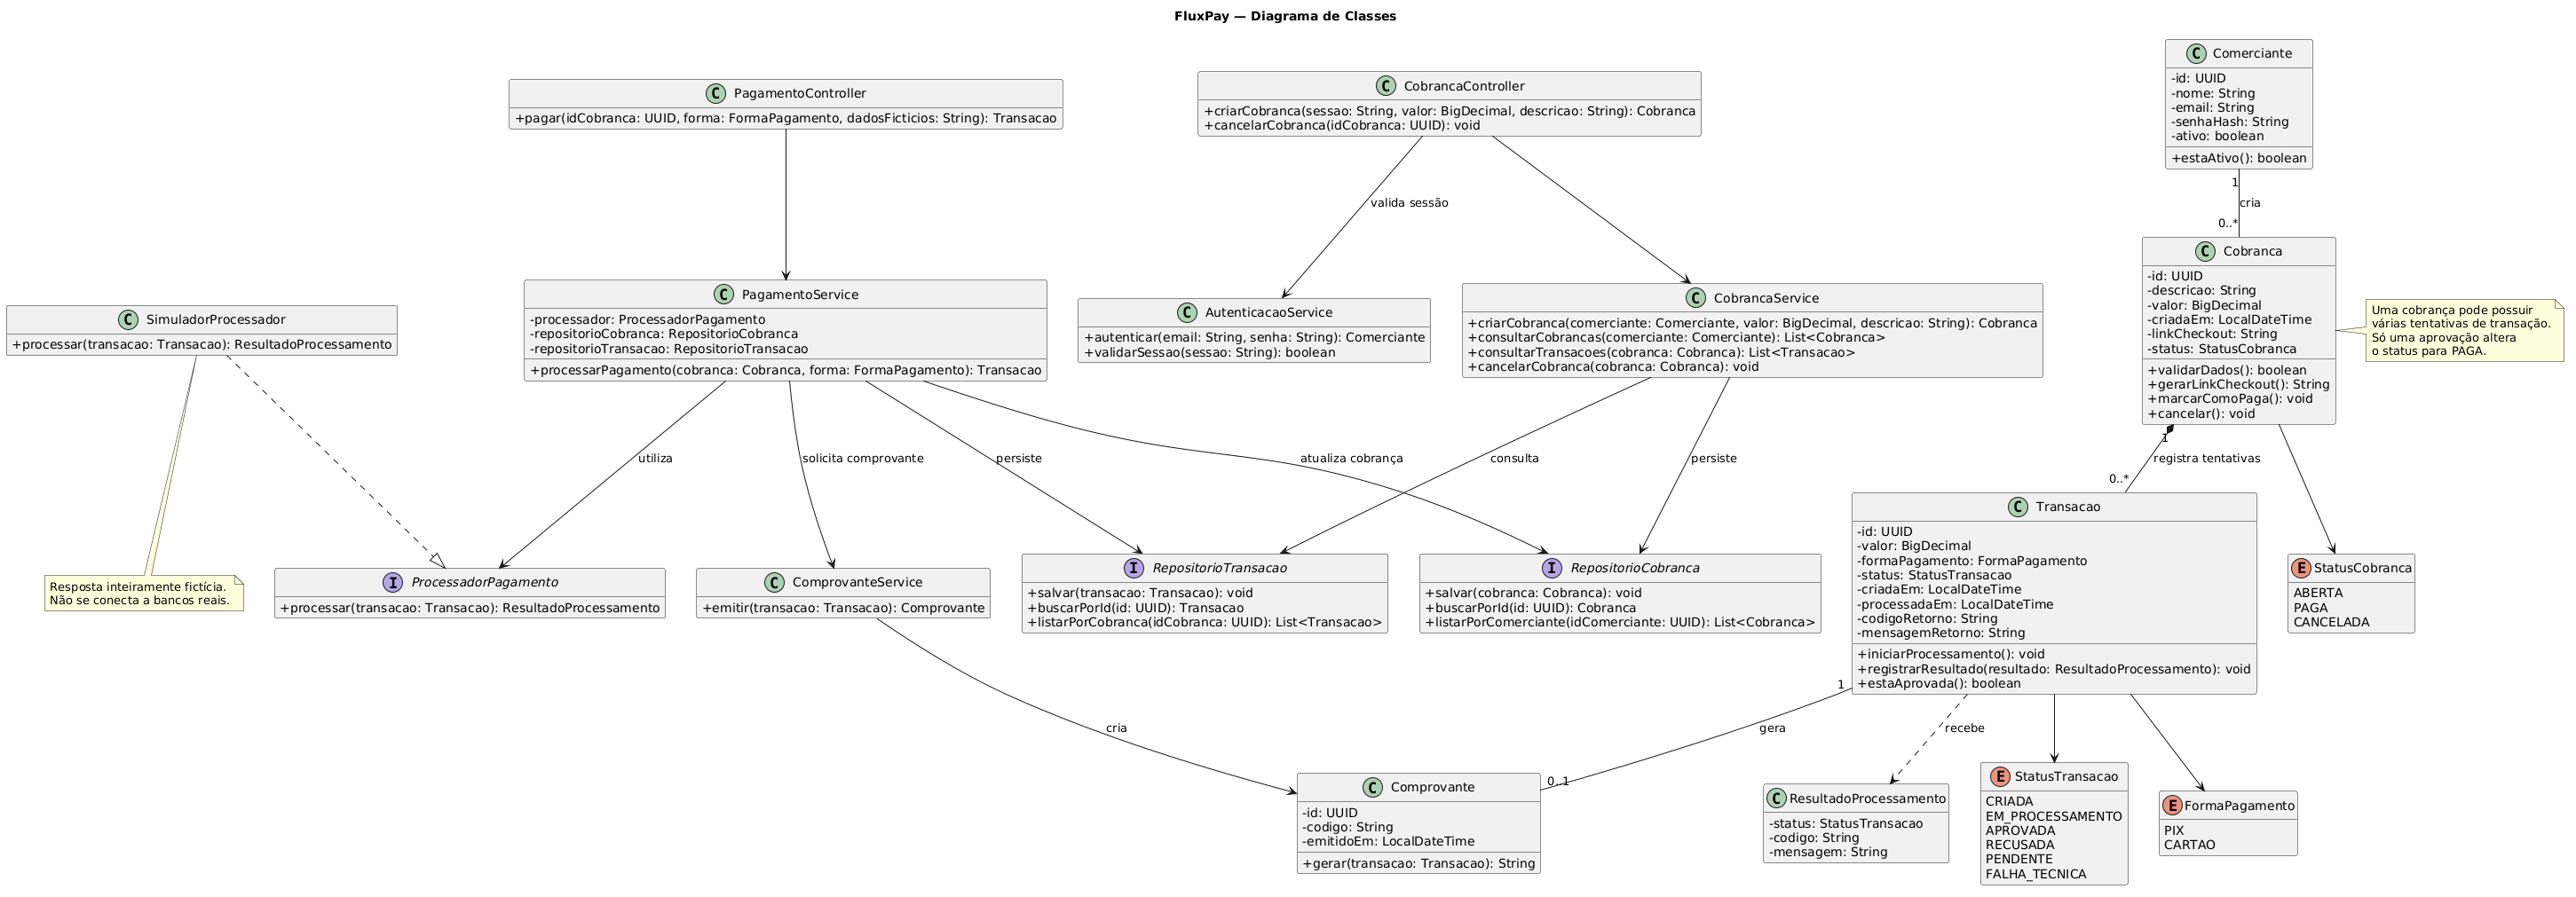 FluxPay — Diagrama de Classes
C Comerciante
-id: UUID
-nome: String
-email: String
-senhaHash: String
-ativo: boolean
+estaAtivo(): boolean
C PagamentoController
+pagar(idCobranca: UUID, forma: FormaPagamento, dadosFicticios: String): Transacao
C CobrancaController
+criarCobranca(sessao: String, valor: BigDecimal, descricao: String): Cobranca
+cancelarCobranca(idCobranca: UUID): void
valida sessão
1
cria
0..*
C SimuladorProcessador
+processar(transacao: Transacao): ResultadoProcessamento
C PagamentoService
-processador: ProcessadorPagamento
-repositorioCobranca: RepositorioCobranca
-repositorioTransacao: RepositorioTransacao
+processarPagamento(cobranca: Cobranca, forma: FormaPagamento): Transacao
C AutenticacaoService
+autenticar(email: String, senha: String): Comerciante
+validarSessao(sessao: String): boolean
C CobrancaService
+criarCobranca(comerciante: Comerciante, valor: BigDecimal, descricao: String): Cobranca
+consultarCobrancas(comerciante: Comerciante): List<Cobranca>
+consultarTransacoes(cobranca: Cobranca): List<Transacao>
+cancelarCobranca(cobranca: Cobranca): void
C Cobranca
-id: UUID
-descricao: String
-valor: BigDecimal
-criadaEm: LocalDateTime
-linkCheckout: String
-status: StatusCobranca
+validarDados(): boolean
+gerarLinkCheckout(): String
+marcarComoPaga(): void
+cancelar(): void
Uma cobrança pode possuir
várias tentativas de transação.
Só uma aprovação altera
o status para PAGA.
utiliza
solicita comprovante
persiste
atualiza cobrança
consulta
persiste
1
registra tentativas
0..*
Resposta inteiramente fictícia.
Não se conecta a bancos reais.
I ProcessadorPagamento
+processar(transacao: Transacao): ResultadoProcessamento
C ComprovanteService
+emitir(transacao: Transacao): Comprovante
I RepositorioTransacao
+salvar(transacao: Transacao): void
+buscarPorId(id: UUID): Transacao
+listarPorCobranca(idCobranca: UUID): List<Transacao>
I RepositorioCobranca
+salvar(cobranca: Cobranca): void
+buscarPorId(id: UUID): Cobranca
+listarPorComerciante(idComerciante: UUID): List<Cobranca>
C Transacao
-id: UUID
-valor: BigDecimal
-formaPagamento: FormaPagamento
-status: StatusTransacao
-criadaEm: LocalDateTime
-processadaEm: LocalDateTime
-codigoRetorno: String
-mensagemRetorno: String
+iniciarProcessamento(): void
+registrarResultado(resultado: ResultadoProcessamento): void
+estaAprovada(): boolean
E StatusCobranca
ABERTA
PAGA
CANCELADA
cria
1
gera
0..1
recebe
C Comprovante
-id: UUID
-codigo: String
-emitidoEm: LocalDateTime
+gerar(transacao: Transacao): String
C ResultadoProcessamento
-status: StatusTransacao
-codigo: String
-mensagem: String
E StatusTransacao
CRIADA
EM_PROCESSAMENTO
APROVADA
RECUSADA
PENDENTE
FALHA_TECNICA
E FormaPagamento
PIX
CARTAO